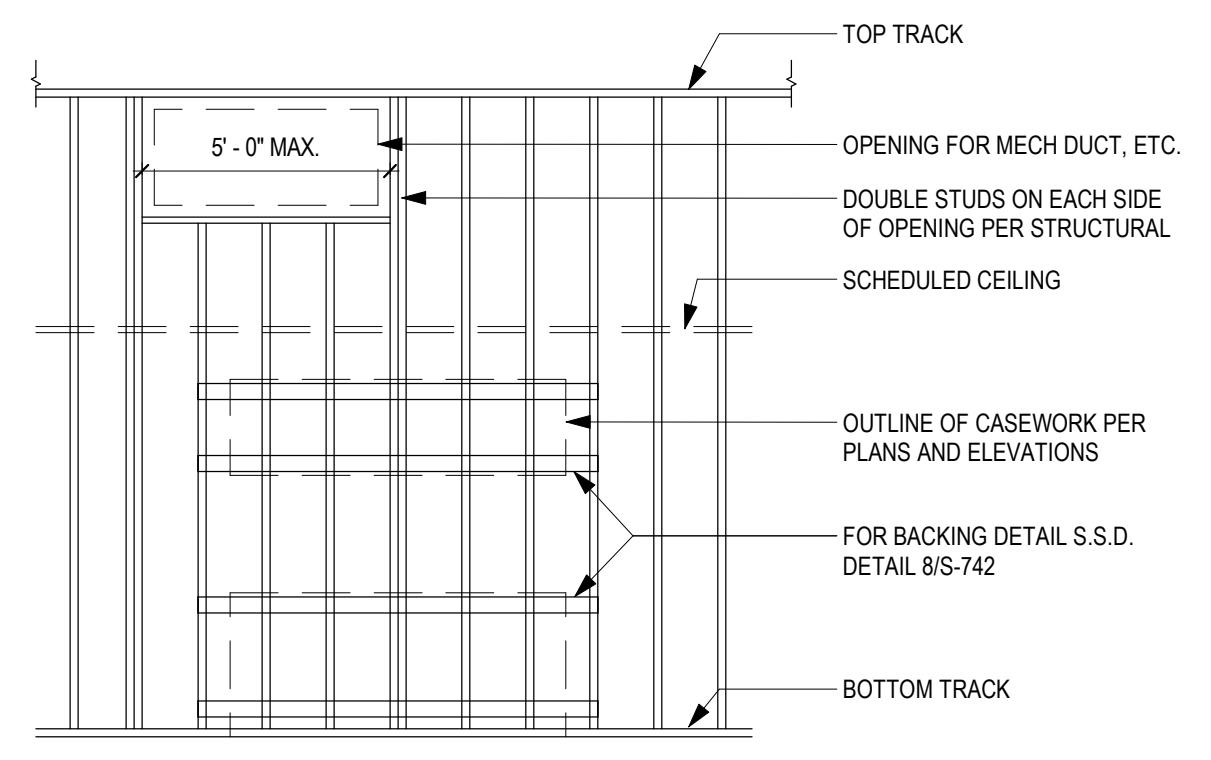 TOP TRACK
5' - 0" MAX.
OPENING FOR MECH DUCT, ETC.
DOUBLE STUDS ON EACH SIDE
OF OPENING PER STRUCTURAL
SCHEDULED CEILING
OUTLINE OF CASEWORK PER
PLANS AND ELEVATIONS
FOR BACKING DETAIL S.S.D.
DETAIL 8/S-742
BOTTOM TRACK